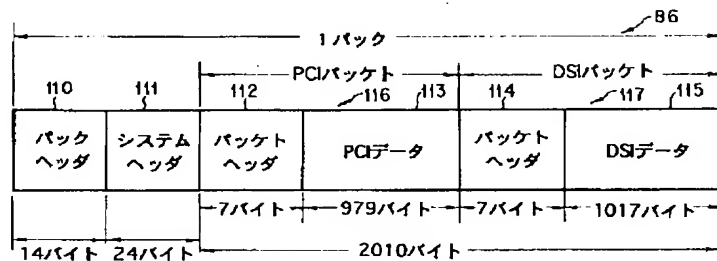 86
1パック
PCIパケット DSIパケット
110 111 112 116 113 114 117 115
パック
ヘッダ
システム
ヘッダ
パケット
ヘッダ
PCIデータ
パケット
ヘッダ
DSIデータ
7バイト 979バイト 7バイト 1017バイト
14バイト 24バイト 2010バイト